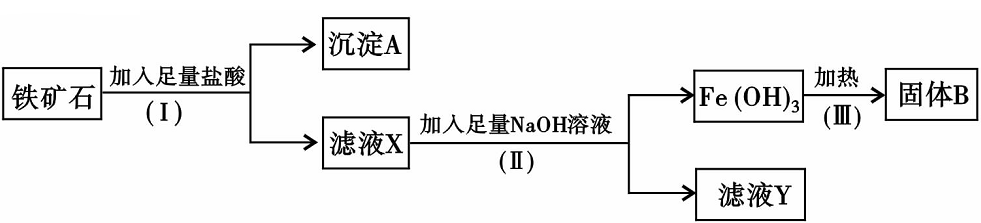 铁矿石
加入足量盐酸
(Ⅰ)
沉淀A
滤液X
加入足量NaOH溶液
(Ⅱ)
Fe(OH)₃
加热
(Ⅲ)
固体B
滤液Y